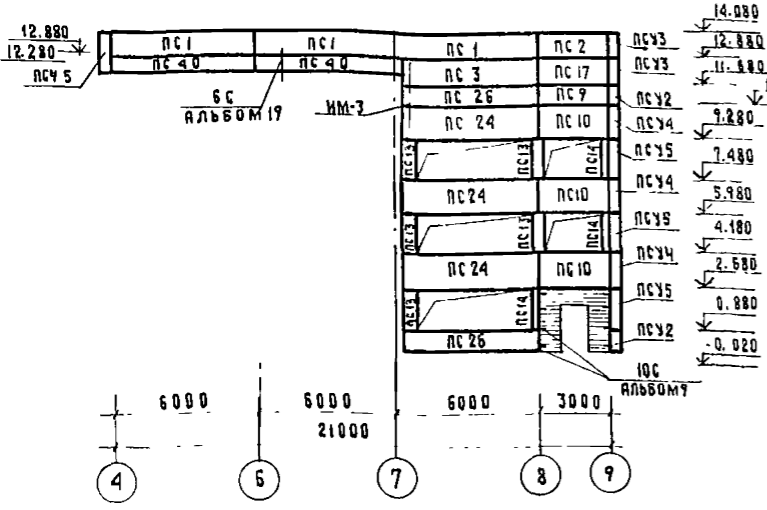 14.080
12.880
ПС 1
ПС 1
ПС 1
ПС 2
ПСУ3
12.880
12.280
ПС 40
ПС 40
ПС 3
ПС 17
ПСУ3
11.680
ПСУ 5
6С
АЛЬБОМ 19
ИМ-3
ПС 26
ПС 9
ПСУ2
ПС 24
ПС 10
ПСУ4
9.280
ПС13
ПС13
ПС14
ПСУ5
7.480
ПС24
ПС10
ПСУ4
5.980
ПС13
ПС13
ПС14
ПСУ5
4.180
ПС 24
ПС 10
ПСУ4
2.680
ПС13
ПС14
ПСУ5
0.880
ПС 26
ПСУ2
-0.020
10С
АЛЬБОМ 9
6000
6000
6000
3000
21000
4
6
7
8
9